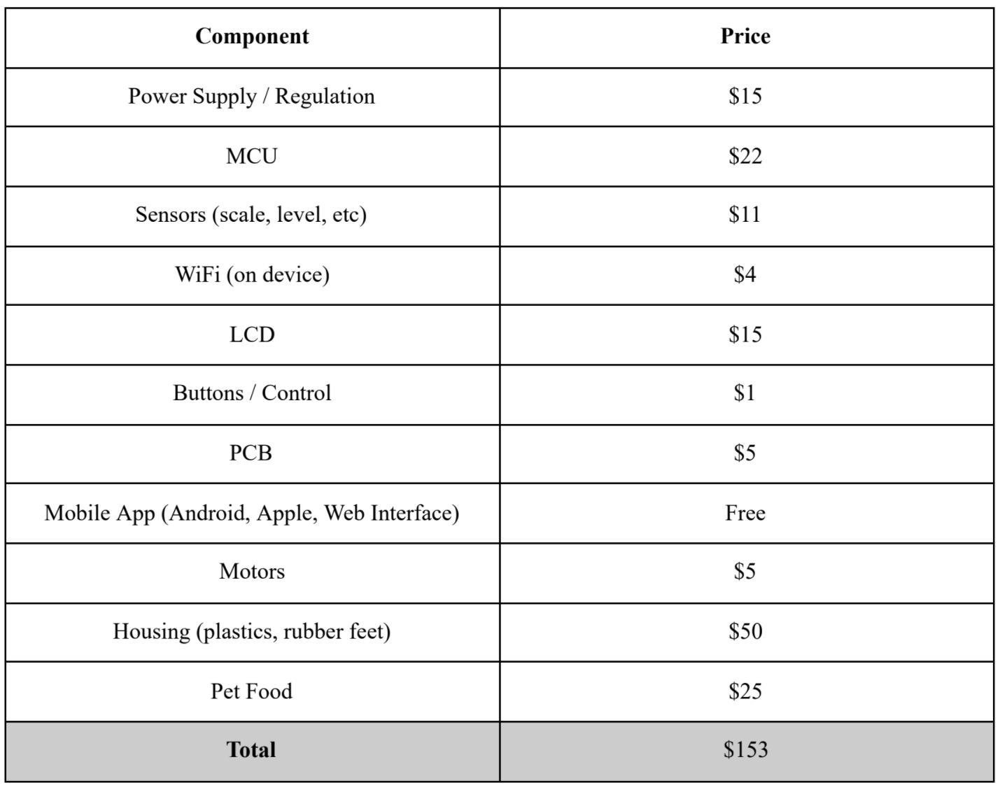 Component Price
Power Supply / Regulation $15
MCU $22
Sensors (scale, level, etc) $11
WiFi (on device) $4
LCD $15
Buttons / Control $1
PCB $5
Mobile App (Android, Apple, Web Interface) Free
Motors $5
Housing (plastics, rubber feet) $50
Pet Food $25
Total $153